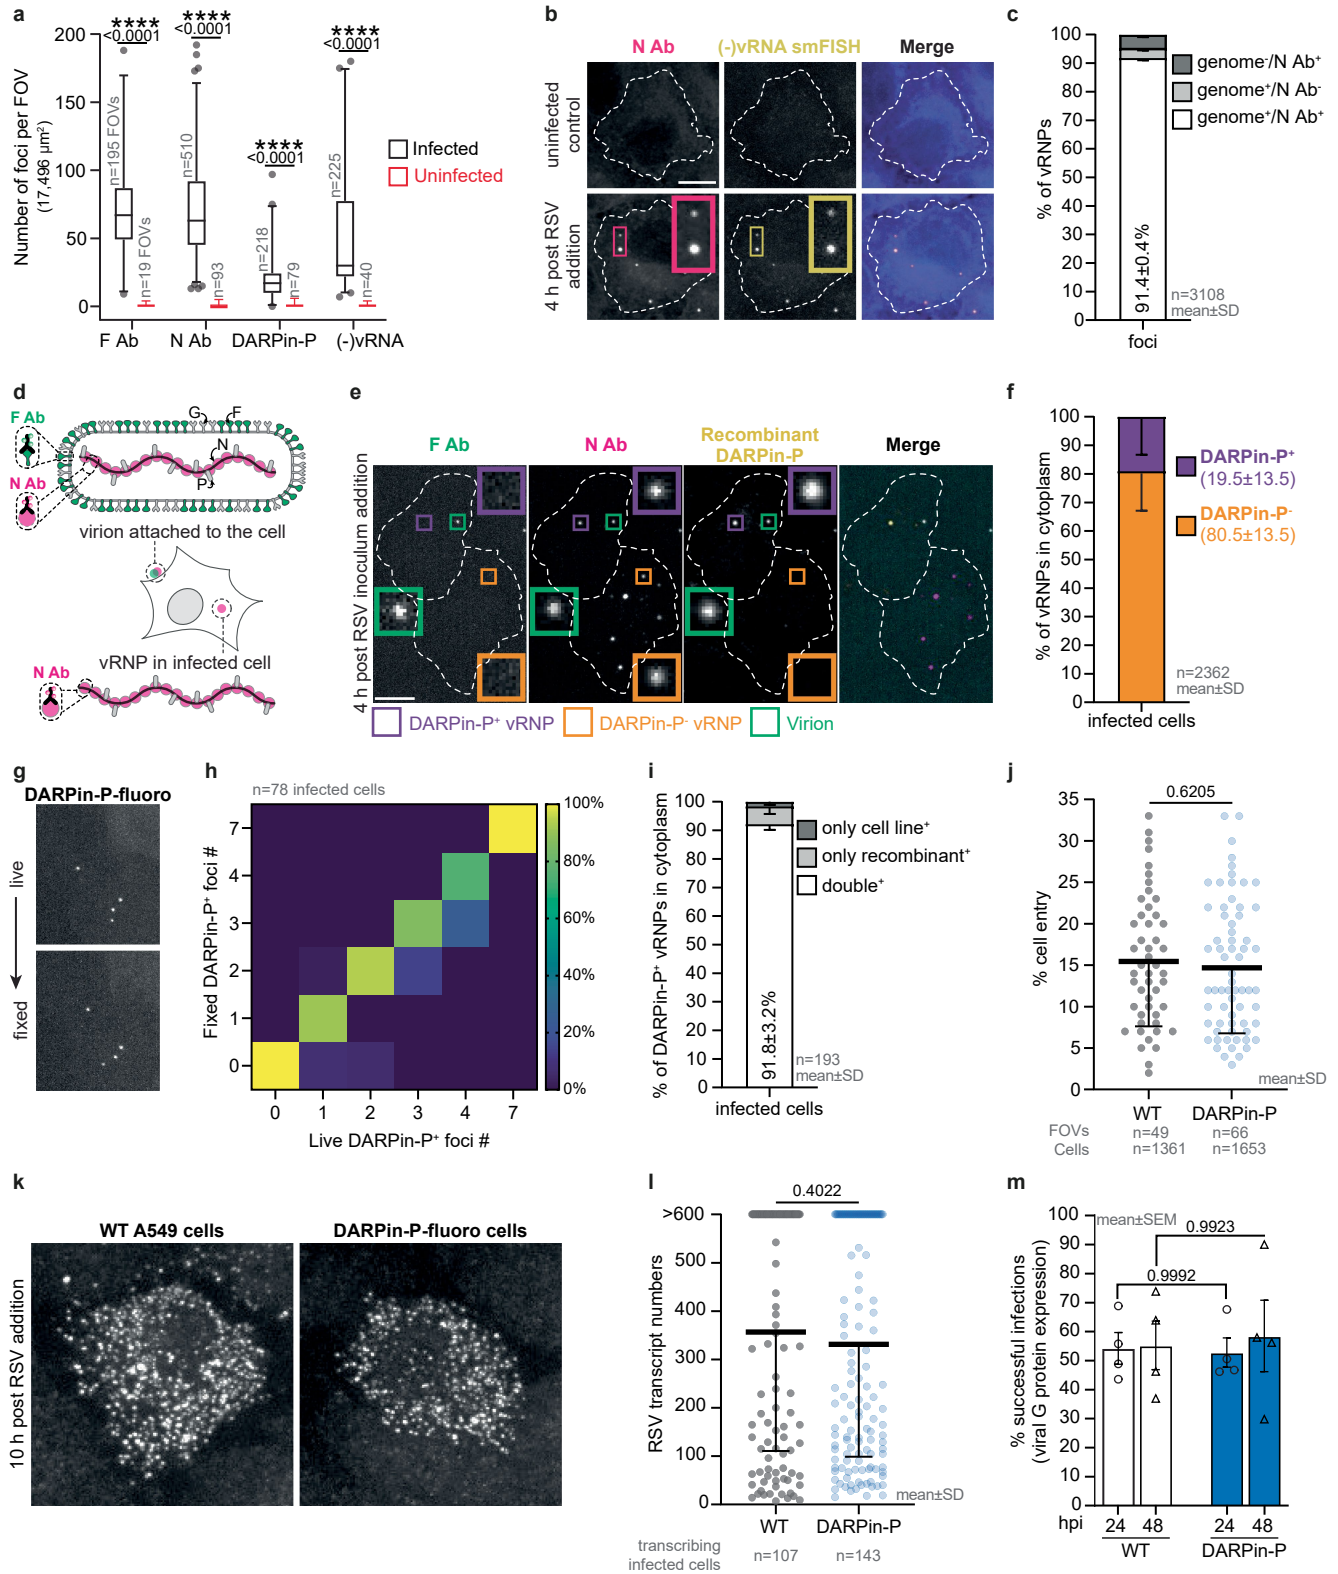 a
Number of foci per FOV
(17,496 µm²)
200
150
100
50
0
****
<0.0001
****
<0.0001
****
<0.0001
****
<0.0001
n=195 FOVs
n=19 FOVs
n=510
n=93
n=218
n=79
n=225
n=40
Infected
Uninfected
F Ab
N Ab
DARPin-P
(-)vRNA
b
N Ab
(-)vRNA smFISH
Merge
uninfected
control
4 h post RSV
addition
c
% of vRNPs
100
90
80
70
60
50
40
30
20
10
0
91.4±0.4%
genome⁻/N Ab⁺
genome⁺/N Ab⁻
genome⁺/N Ab⁺
n=3108
mean±SD
foci
d
F Ab
N Ab
G
F
N
P
virion attached to the cell
vRNP in infected cell
N Ab
e
F Ab
N Ab
Recombinant
DARPin-P
Merge
4 h post RSV inoculum addition
DARPin-P⁺ vRNP
DARPin-P⁻ vRNP
Virion
f
% of vRNPs in cytoplasm
100
90
80
70
60
50
40
30
20
10
0
DARPin-P⁺
(19.5±13.5)
DARPin-P⁻
(80.5±13.5)
n=2362
mean±SD
infected cells
g
DARPin-P-fluoro
live
fixed
h
n=78 infected cells
Fixed DARPin-P⁺ foci #
7
4
3
2
1
0
0
1
2
3
4
7
Live DARPin-P⁺ foci #
100%
80%
60%
40%
20%
0%
i
% of DARPin-P⁺ vRNPs in cytoplasm
100
90
80
70
60
50
40
30
20
10
0
91.8±3.2%
only cell line⁺
only recombinant⁺
double⁺
n=193
mean±SD
infected cells
j
% cell entry
35
30
25
20
15
10
5
0
0.6205
mean±SD
WT
DARPin-P
FOVs
n=49
n=66
Cells
n=1361
n=1653
k
WT A549 cells
DARPin-P-fluoro cells
10 h post RSV addition
l
RSV transcript numbers
>600
500
400
300
200
100
0
0.4022
mean±SD
WT
DARPin-P
transcribing
infected cells
n=107
n=143
m
% successful infections
(viral G protein expression)
100
90
80
70
60
50
40
30
20
10
0
mean±SEM
0.9923
0.9992
hpi
24
48
24
48
WT
DARPin-P